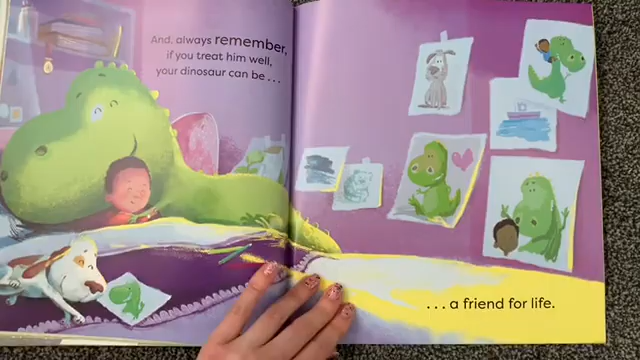 And, always remember,
if you treat him well,
your dinosaur can be . . .
. . . a friend for life.